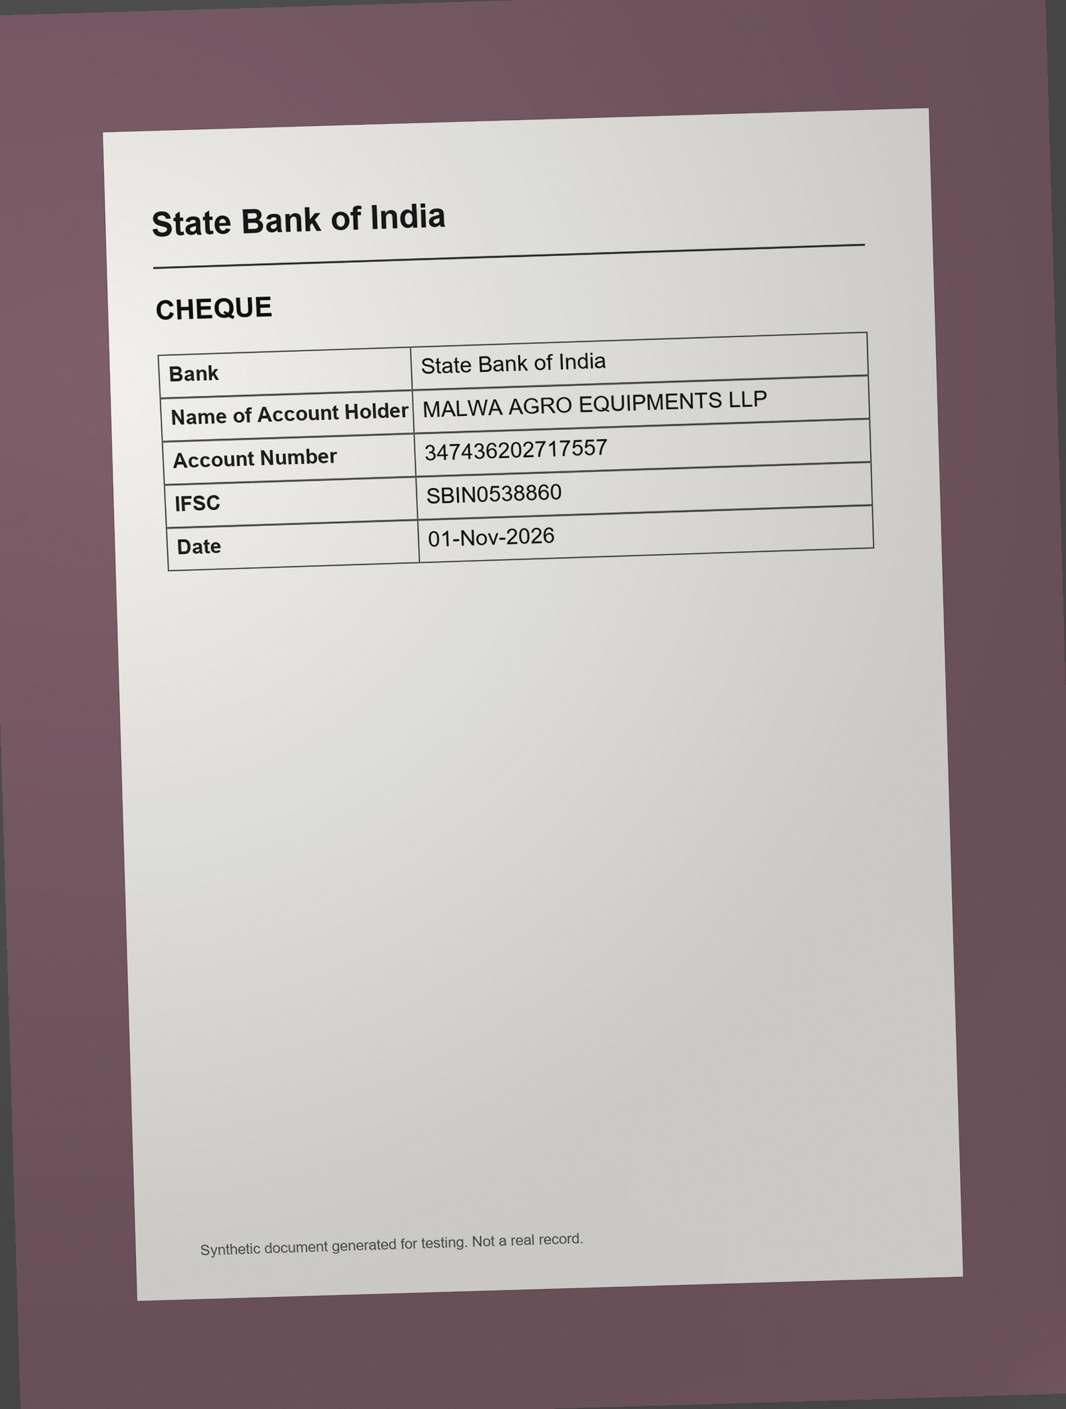 State Bank of India
CHEQUE
Bank State Bank of India
Name of Account Holder MALWA AGRO EQUIPMENTS LLP
Account Number 347436202717557
IFSC SBIN0538860
Date 01-Nov-2026
Synthetic document generated for testing. Not a real record.